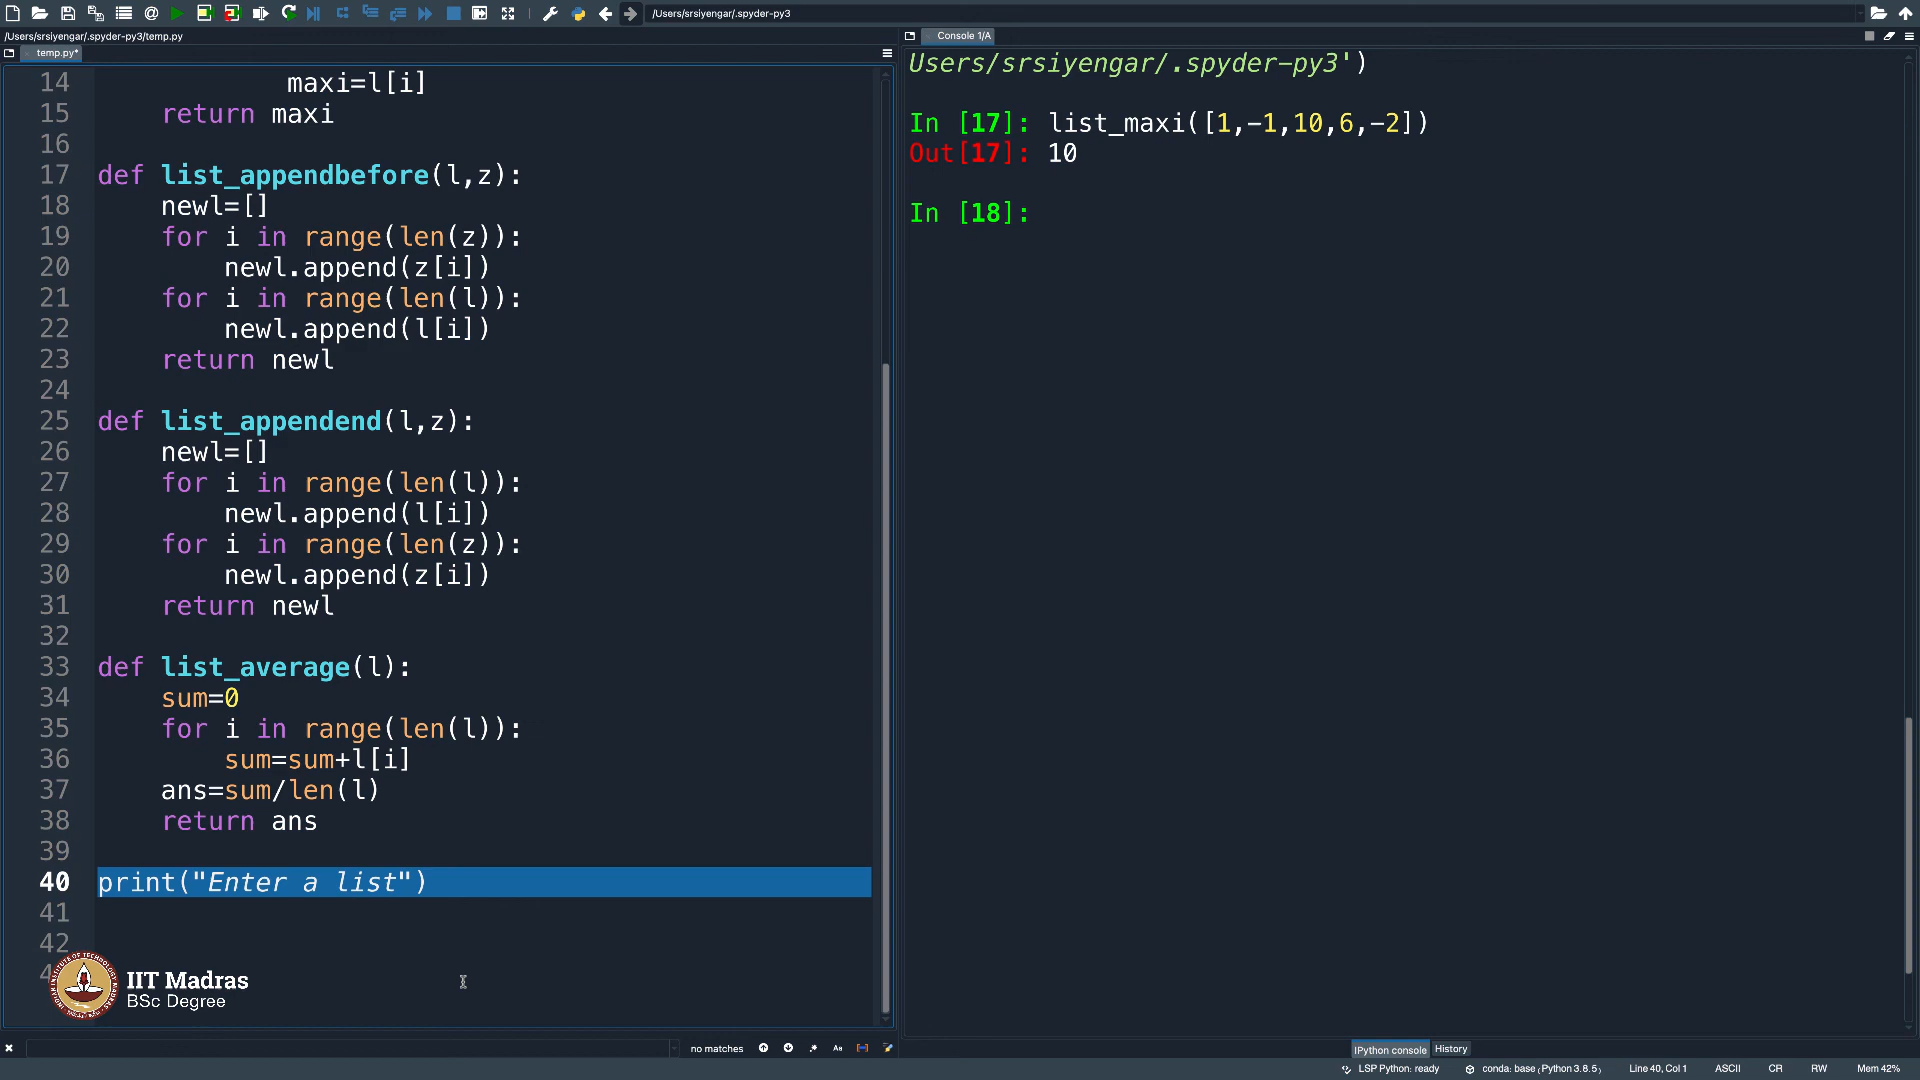 /Users/srsiyengar/.spyder-py3
/Users/srsiyengar/.spyder-py3/temp.py
temp.py*
14 maxi=l[i]
15 return maxi
16
17 def list_appendbefore(l,z):
18 newl=[]
19 for i in range(len(z)):
20 newl.append(z[i])
21 for i in range(len(l)):
22 newl.append(l[i])
23 return newl
24
25 def list_appendend(l,z):
26 newl=[]
27 for i in range(len(l)):
28 newl.append(l[i])
29 for i in range(len(z)):
30 newl.append(z[i])
31 return newl
32
33 def list_average(l):
34 sum=0
35 for i in range(len(l)):
36 sum=sum+l[i]
37 ans=sum/len(l)
38 return ans
39
40 print("Enter a list")
41
42
IIT Madras
BSc Degree
no matches
Aa
Console 1/A
Users/srsiyengar/.spyder-py3')
In [17]: list_maxi([1,-1,10,6,-2])
Out[17]: 10
In [18]:
IPython console
History
LSP Python: ready
conda: base (Python 3.8.5)
Line 40, Col 1
ASCII
CR
RW
Mem 42%